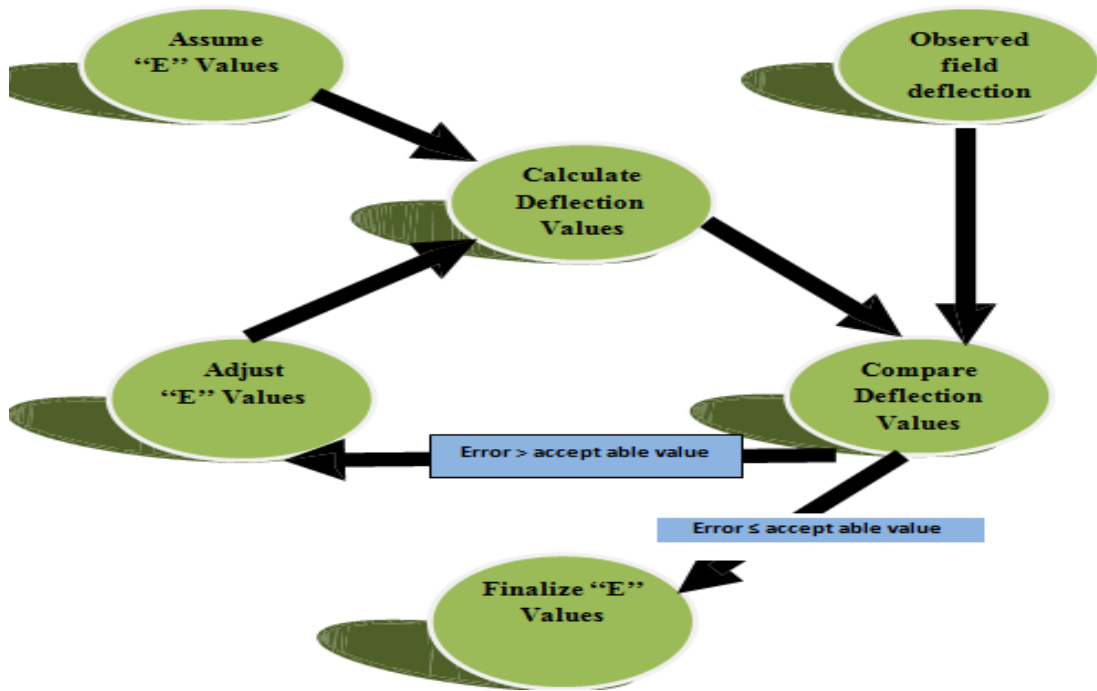 Assume
“E” Values
Observed
field
deflection
Calculate
Deflection
Values
Adjust
“E” Values
Compare
Deflection
Values
Error > accept able value
Error ≤ accept able value
Finalize “E”
Values